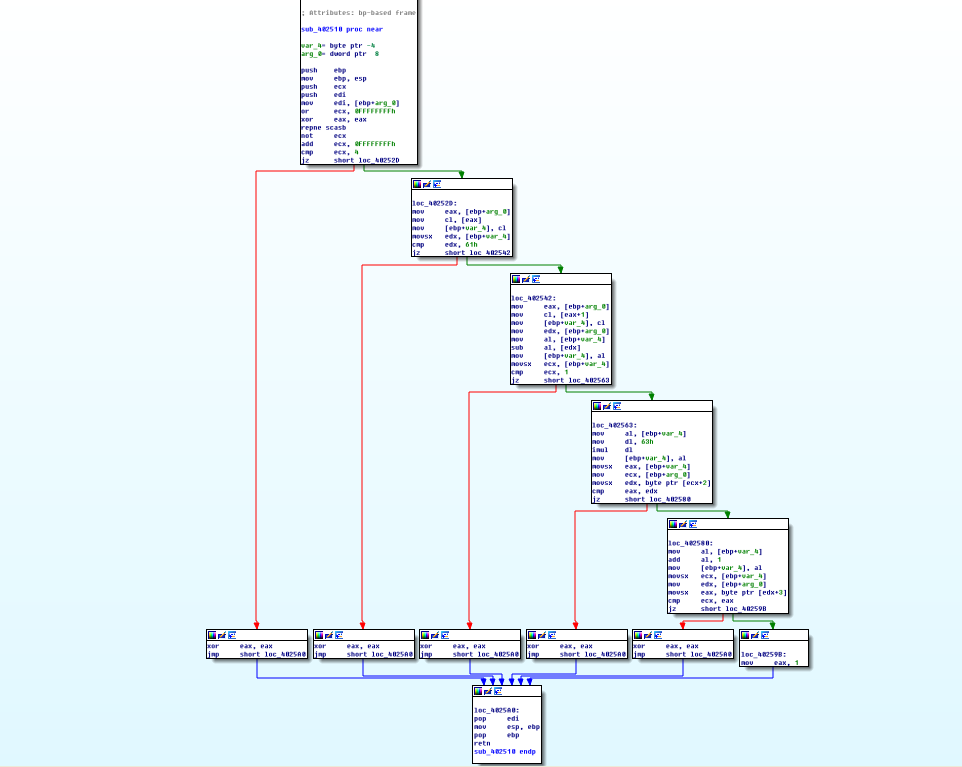 ; Attributes: bp-based frame
sub_402510 proc near
var_4= byte ptr -4
arg_0= dword ptr  8
push    ebp
mov     ebp, esp
push    ecx
push    edi
mov     edi, [ebp+arg_0]
or      ecx, 0FFFFFFFFh
xor     eax, eax
repne scasb
not     ecx
add     ecx, 0FFFFFFFFh
cmp     ecx, 4
jz      short loc_40252D
loc_40252D:
mov     eax, [ebp+arg_0]
mov     cl, [eax]
mov     [ebp+var_4], cl
movsx   edx, [ebp+var_4]
cmp     edx, 61h
jz      short loc_402542
loc_402542:
mov     eax, [ebp+arg_0]
mov     cl, [eax+1]
mov     [ebp+var_4], cl
mov     edx, [ebp+arg_0]
mov     al, [ebp+var_4]
sub     al, [edx]
mov     [ebp+var_4], al
movsx   ecx, [ebp+var_4]
cmp     ecx, 1
jz      short loc_402563
loc_402563:
mov     al, [ebp+var_4]
mov     dl, 63h
imul    dl
mov     [ebp+var_4], al
movsx   eax, [ebp+var_4]
mov     ecx, [ebp+arg_0]
movsx   edx, byte ptr [ecx+2]
cmp     eax, edx
jz      short loc_402580
loc_402580:
mov     al, [ebp+var_4]
add     al, 1
mov     [ebp+var_4], al
movsx   ecx, [ebp+var_4]
mov     edx, [ebp+arg_0]
movsx   eax, byte ptr [edx+3]
cmp     ecx, eax
jz      short loc_40259B
xor     eax, eax
jmp     short loc_4025A0
xor     eax, eax
jmp     short loc_4025A0
xor     eax, eax
jmp     short loc_4025A0
xor     eax, eax
jmp     short loc_4025A0
xor     eax, eax
jmp     short loc_4025A0
loc_40259B:
mov     eax, 1
loc_4025A0:
pop     edi
mov     esp, ebp
pop     ebp
retn
sub_402510 endp